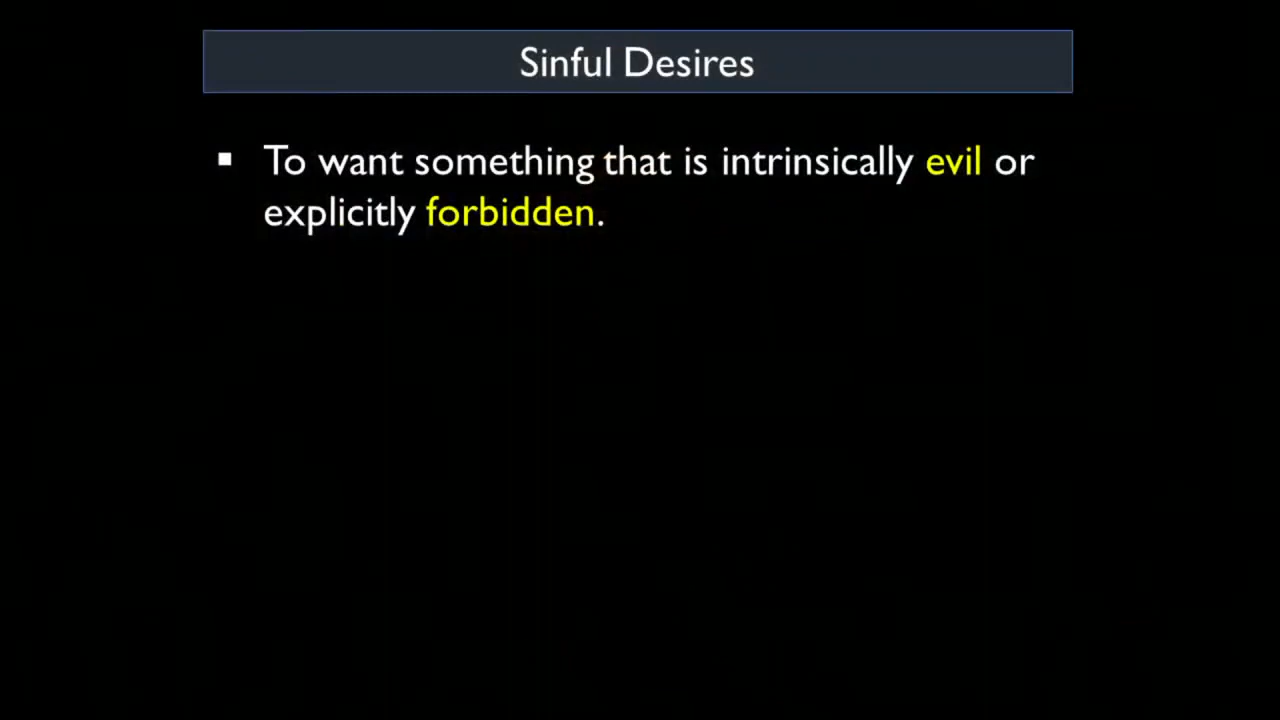 Sinful Desires
▪ To want something that is intrinsically evil or
explicitly forbidden.